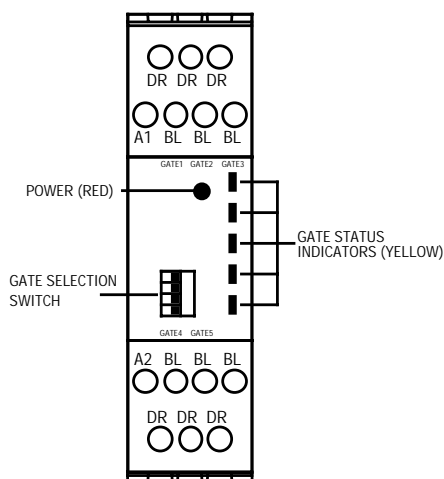 DR DR DR
A1 BL BL BL
GATE1 GATE2 GATE3
POWER (RED)
GATE STATUS
INDICATORS (YELLOW)
GATE SELECTION
SWITCH
GATE4 GATE5
A2 BL BL BL
DR DR DR